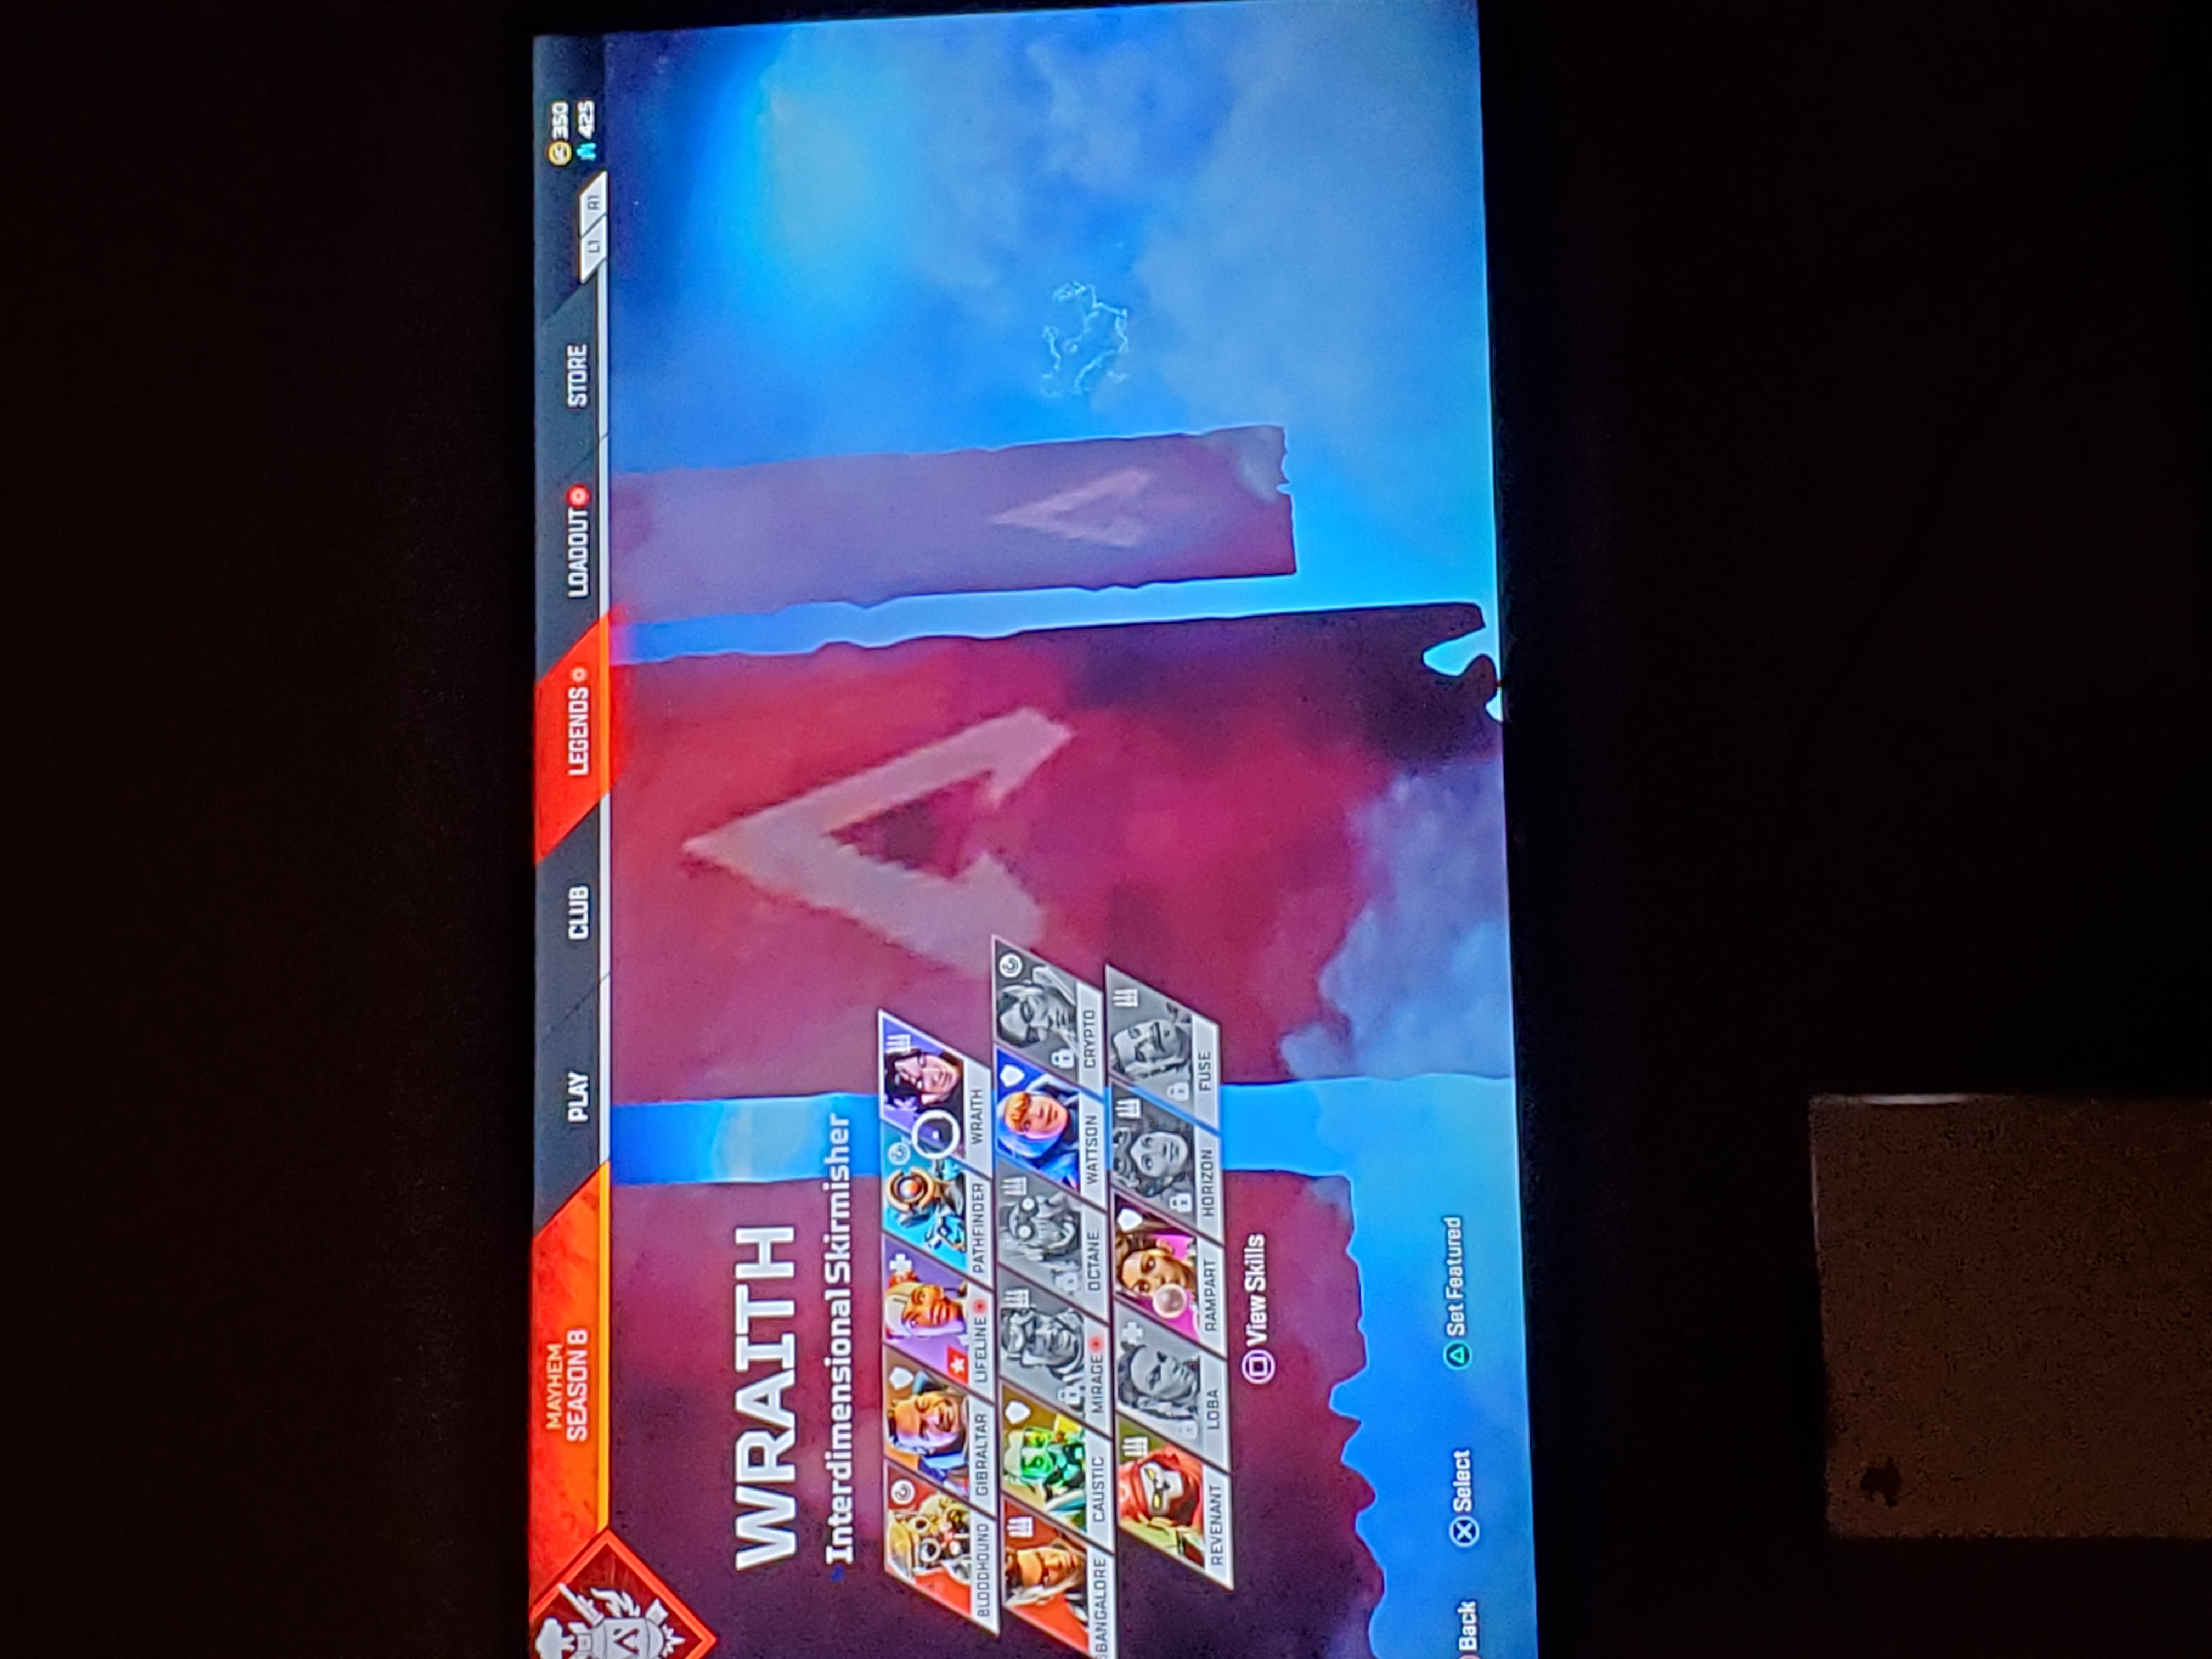 MAYHEM
SEASON 8
PLAY
CLUB
LEGENDS
LOADOUT
STORE
L1
R1
350
425
WRAITH
Interdimensional Skirmisher
BLOODHOUND
GIBRALTAR
LIFELINE
PATHFINDER
WRAITH
BANGALORE
CAUSTIC
MIRAGE
OCTANE
WATTSON
CRYPTO
REVENANT
LOBA
RAMPART
HORIZON
FUSE
View Skills
Back
Select
Set Featured